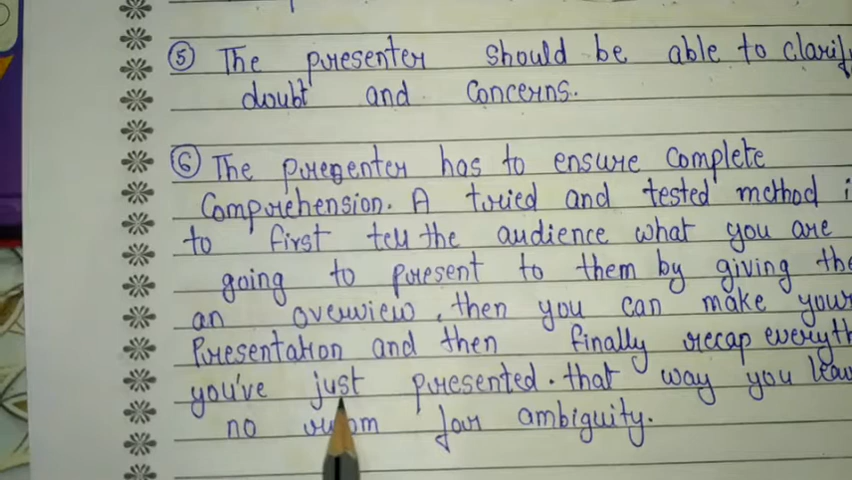 ⑤ The presenter should be able to clarify
doubt and concerns.
⑥ The presenter has to ensure complete
Comprehension. A tried and tested method i
to first tell the audience what you are
going to present to them by giving the
an overview, then you can make your
Presentation and then finally recap everyth
you've just presented. that way you leav
no room for ambiguity.